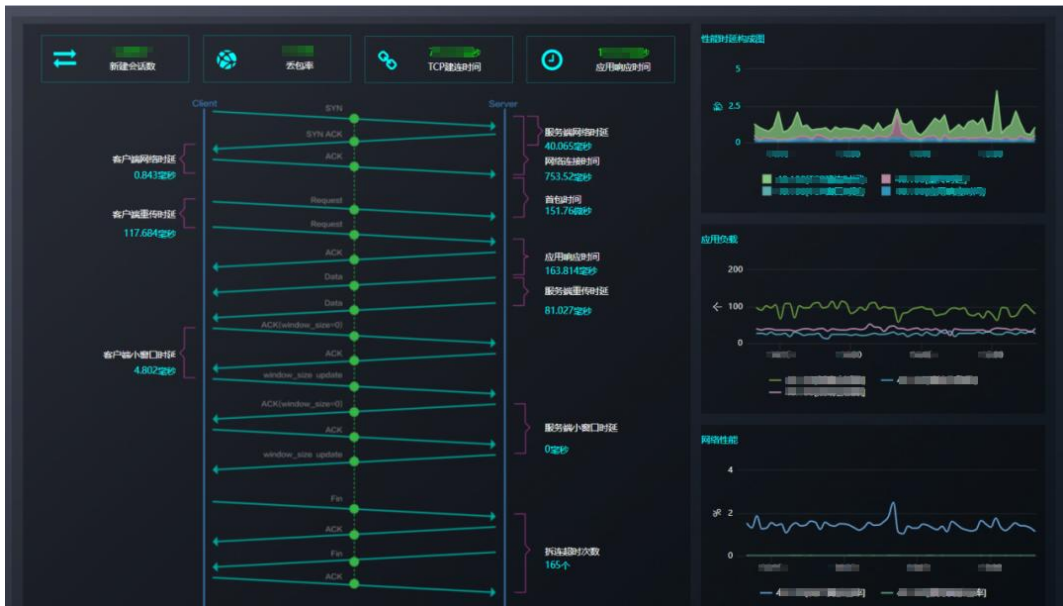 新建会话数
丢包率
TCP建连时间
应用响应时间
Client
Server
SYN
SYN ACK
ACK
Request
Request
ACK
Data
Data
ACK(window_size=0)
ACK
window_size update
ACK(window_size=0)
ACK
window_size update
Fin
ACK
Fin
ACK
客户端网络时延
0.843毫秒
客户端重传时延
117.684毫秒
客户端小窗口时延
4.802毫秒
服务端网络时延
40.065毫秒
网络连接时间
753.52毫秒
首包时间
151.76微秒
应用响应时间
163.814毫秒
服务端重传时延
81.027毫秒
服务端小窗口时延
0毫秒
拆连超时次数
165个
性能时延构成图
5
秒
2.5
0
应用负载
200
个
100
0
网络性能
4
%
2
0